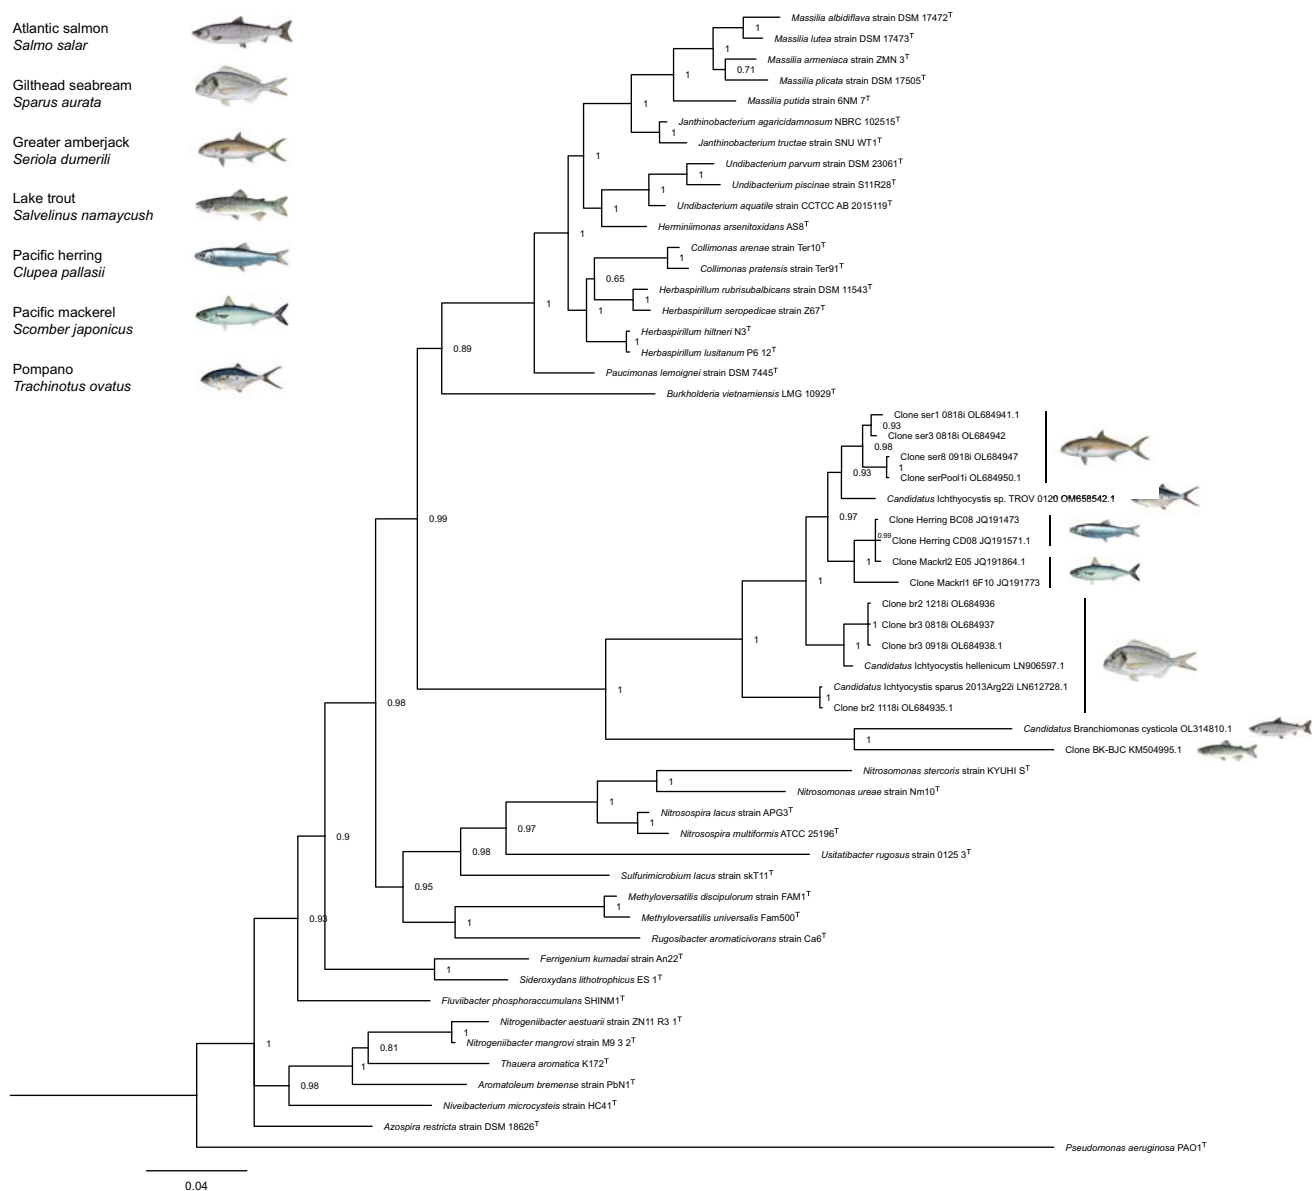 Atlantic salmon
Salmo salar
Gilthead seabream
Sparus aurata
Greater amberjack
Seriola dumerili
Lake trout
Salvelinus namaycush
Pacific herring
Clupea pallasii
Pacific mackerel
Scomber japonicus
Pompano
Trachinotus ovatus
Massilia albidiflava strain DSM 17472T
1
Massilia lutea strain DSM 17473T
1
Massilia armeniaca strain ZMN 3T
0.71
1
Massilia plicata strain DSM 17505T
Massilia putida strain 6NM 7T
1
Janthinobacterium agaricidamnosum NBRC 102515T
1
Janthinobacterium tructae strain SNU WT1T
1
Undibacterium parvum strain DSM 23061T
1
Undibacterium piscinae strain S11R28T
1
Undibacterium aquatile strain CCTCC AB 2015119T
1
Herminiimonas arsenitoxidans AS8T
1
Collimonas arenae strain Ter10T
1
Collimonas pratensis strain Ter91T
0.65
Herbaspirillum rubrisubalbicans strain DSM 11543T
1
1
Herbaspirillum seropedicae strain Z67T
1
Herbaspirillum hiltneri N3T
1
Herbaspirillum lusitanum P6 12T
0.89
Paucimonas lemoignei strain DSM 7445T
Burkholderia vietnamiensis LMG 10929T
Clone ser1 0818i OL684941.1
0.93
Clone ser3 0818i OL684942
0.98
Clone ser8 0918i OL684947
1
0.93
Clone serPool1i OL684950.1
Candidatus Ichthyocystis sp. TROV 0120 OM658542.1
0.97
0.99
Clone Herring BC08 JQ191473
0.99
Clone Herring CD08 JQ191571.1
1
Clone Mackrl2 E05 JQ191864.1
1
Clone Mackrl1 6F10 JQ191773
Clone br2 1218i OL684936
1
Clone br3 0818i OL684937
1
1
Clone br3 0918i OL684938.1
Candidatus Ichtyocystis hellenicum LN906597.1
1
Candidatus Ichtyocystis sparus 2013Arg22i LN612728.1
1
0.98
Clone br2 1118i OL684935.1
Candidatus Branchiomonas cysticola OL314810.1
1
Clone BK-BJC KM504995.1
Nitrosomonas stercoris strain KYUHI ST
1
Nitrosomonas ureae strain Nm10T
1
Nitrosospira lacus strain APG3T
1
0.97
Nitrosospira multiformis ATCC 25196T
0.9
0.98
Usitatibacter rugosus strain 0125 3T
Sulfurimicrobium lacus strain skT11T
0.95
Methyloversatilis discipulorum strain FAM1T
1
0.93
1
Methyloversatilis universalis Fam500T
Rugosibacter aromaticivorans strain Ca6T
Ferrigenium kumadai strain An22T
1
Sideroxydans lithotrophicus ES 1T
Fluviibacter phosphoraccumulans SHINM1T
Nitrogeniibacter aestuarii strain ZN11 R3 1T
1
1
Nitrogeniibacter mangrovi strain M9 3 2T
0.81
Thauera aromatica K172T
1
0.98
Aromatoleum bremense strain PbN1T
Niveibacterium microcysteis strain HC41T
Azospira restricta strain DSM 18626T
Pseudomonas aeruginosa PAO1T
0.04